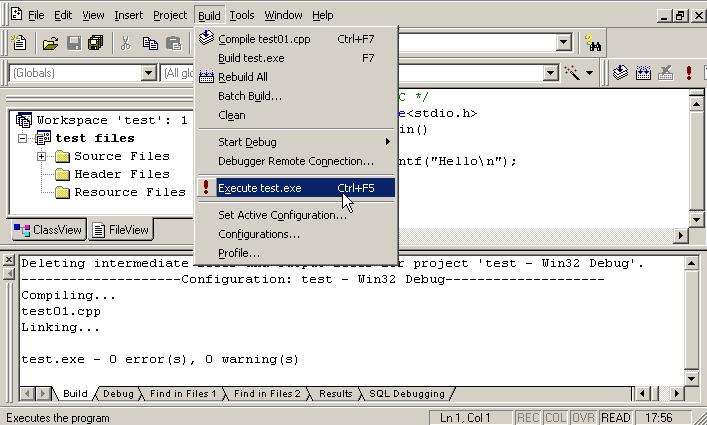 File Edit View Insert Project Build Tools Window Help
Compile test01.cpp Ctrl+F7
Build test.exe F7
(Globals) (All glo
Rebuild All
Batch Build...
Clean
Start Debug
Debugger Remote Connection...
Execute test.exe Ctrl+F5
Set Active Configuration...
Configurations...
Profile...
C */
e<stdio.h>
in()
ntf("Hello\n");
Workspace 'test': 1
test files
Source Files
Header Files
Resource Files
ClassView FileView
Deleting intermediate for project 'test - Win32 Debug'.
--------------------Configuration: test - Win32 Debug--------------------
Compiling...
test01.cpp
Linking...
test.exe - 0 error(s), 0 warning(s)
Build Debug Find in Files 1 Find in Files 2 Results SQL Debugging
Executes the program Ln 1, Col 1 REC COL OVR READ 17:56